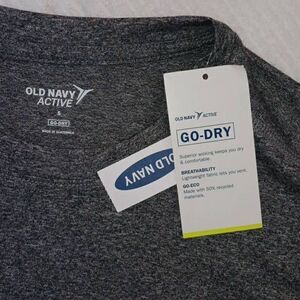 OLD NAVY ACTIVE
GO-DRY
Superior wicking keeps you dry
& comfortable.
BREATHABILITY
Lightweight fabric lets you vent.
GO-ECO
Made with 50% recycled
materials.
OLD NAVY
ACTIVE
S
GO-DRY
OLD NAVY